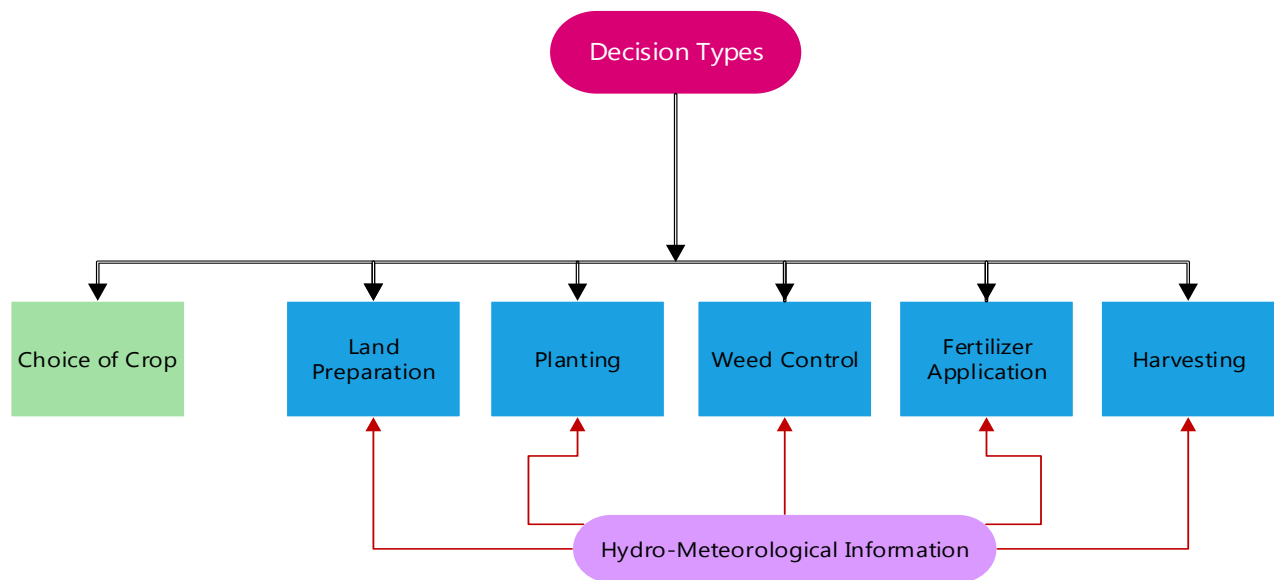 Decision Types
Choice of Crop
Land
Preparation
Planting
Weed Control
Fertilizer
Application
Harvesting
Hydro-Meteorological Information